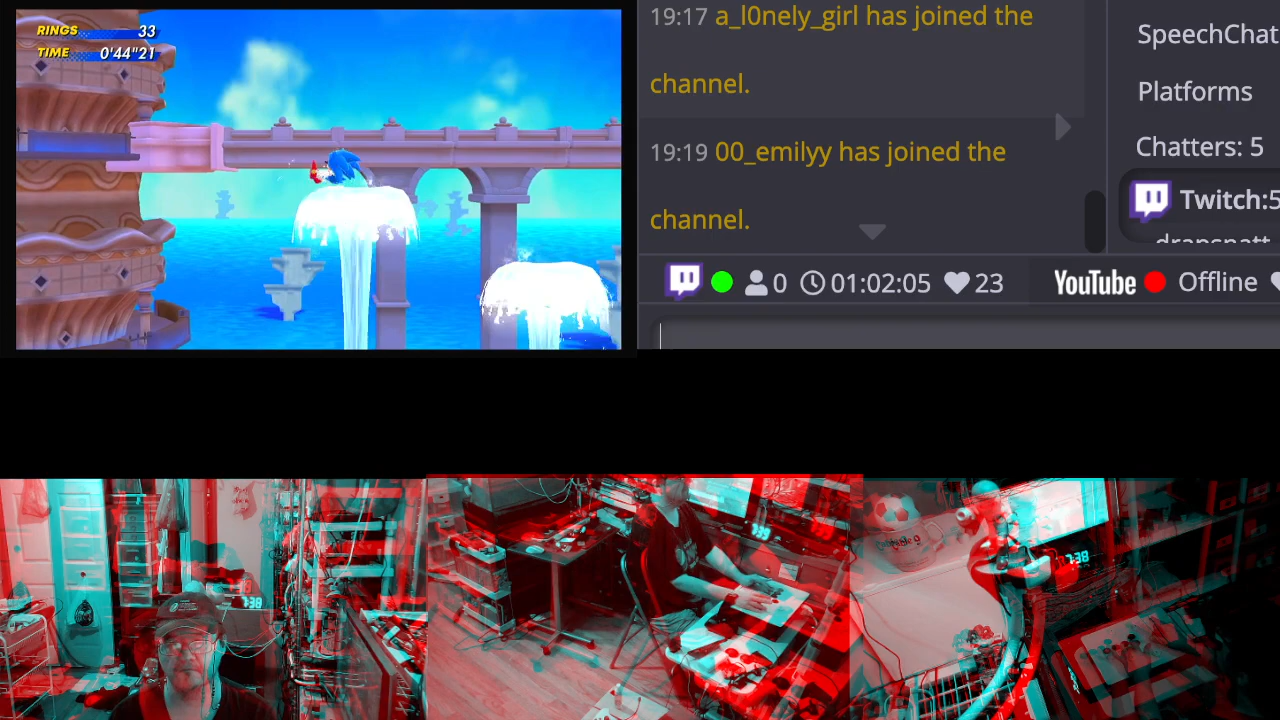 RINGS 33
TIME 0'44"21
19:17 a_l0nely_girl has joined the
channel.
19:19 00_emilyy has joined the
channel.
SpeechChat
Platforms
Chatters: 5
Twitch:5
0 01:02:05 23
YouTube Offline